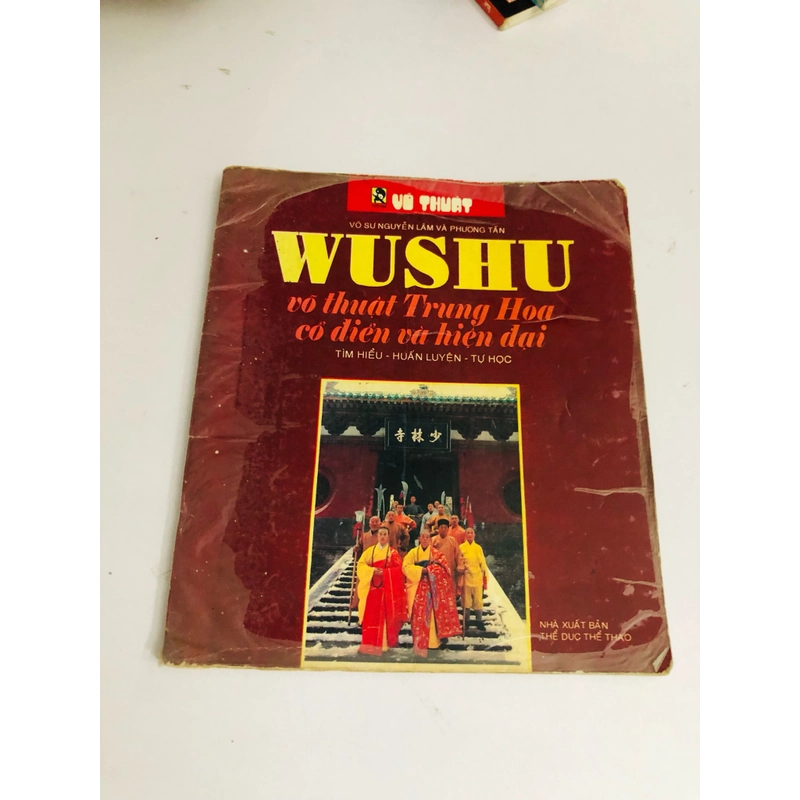 VÕ THUẬT
VÕ SƯ NGUYỄN LÂM VÀ PHƯƠNG TẤN
WUSHU
võ thuật Trung Hoa
cổ điển và hiện đại
TÌM HIỂU - HUẤN LUYỆN - TỰ HỌC
寺林少
NHÀ XUẤT BẢN
THỂ DỤC THỂ THAO